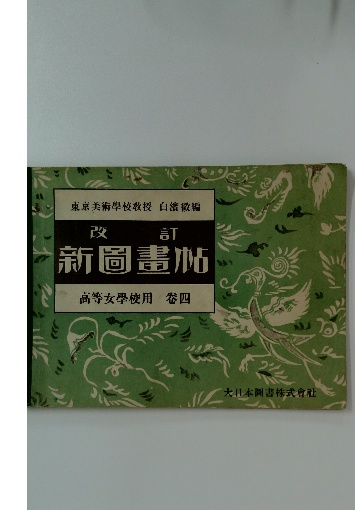 東京美術學校教授 白濱徵編
改訂
新圖畫帖
高等女學校用 卷四
大日本圖書株式會社